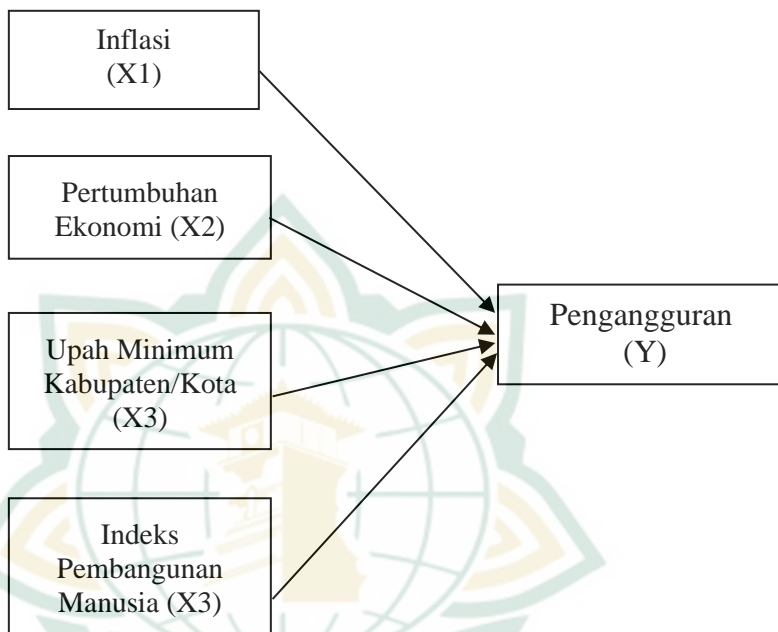 Inflasi
(X1)
Pertumbuhan
Ekonomi (X2)
Upah Minimum
Kabupaten/Kota
(X3)
Indeks
Pembangunan
Manusia (X3)
Pengangguran
(Y)